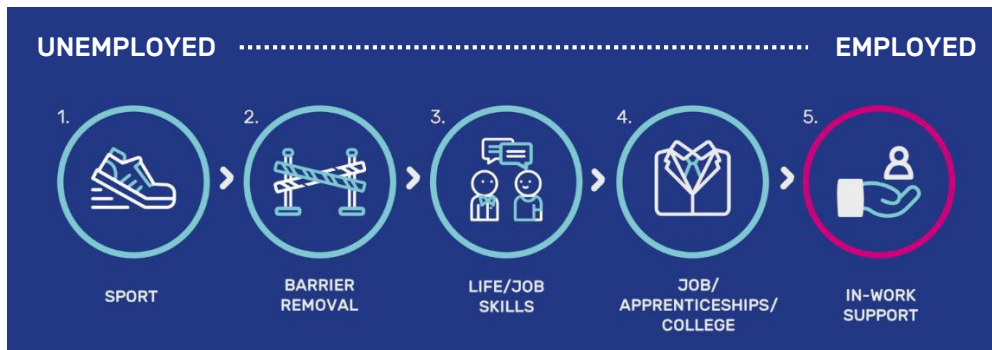 UNEMPLOYED
EMPLOYED
1.
2.
3.
4.
5.
SPORT
BARRIER
REMOVAL
LIFE/JOB
SKILLS
JOB/
APPRENTICESHIPS/
COLLEGE
IN-WORK
SUPPORT